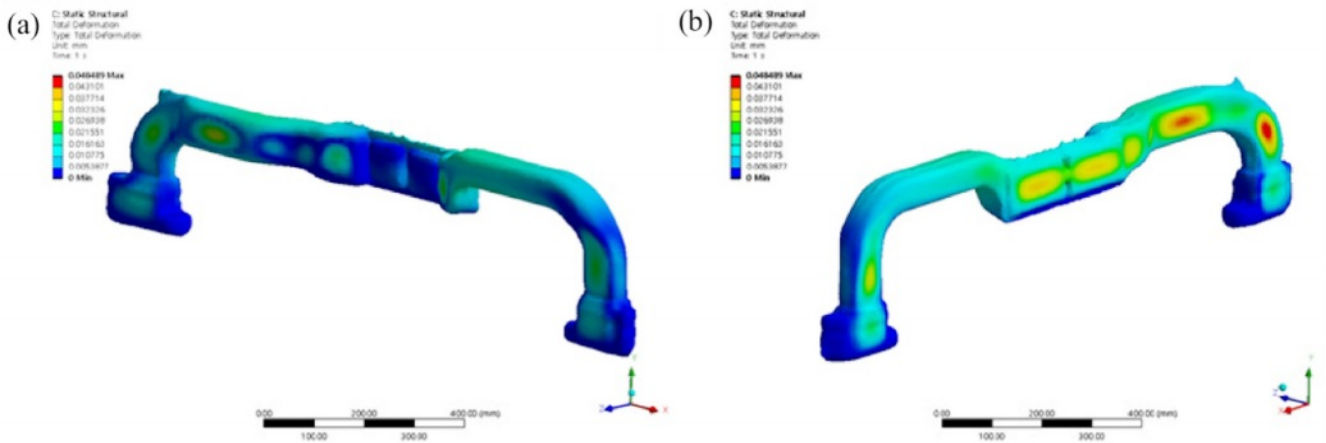 (a)
C: Static Structural
Total Deformation
Type: Total Deformation
Unit: mm
Time: 1 s
0.048489 Max
0.043101
0.037714
0.032326
0.026938
0.021551
0.016163
0.010775
0.0053877
0 Min
Y
Z
X
0.00
200.00
400.00 (mm)
100.00
300.00
(b)
C: Static Structural
Total Deformation
Type: Total Deformation
Unit: mm
Time: 1 s
0.048489 Max
0.043101
0.037714
0.032326
0.026938
0.021551
0.016163
0.010775
0.0053877
0 Min
Y
Z
X
0.00
200.00
400.00 (mm)
100.00
300.00